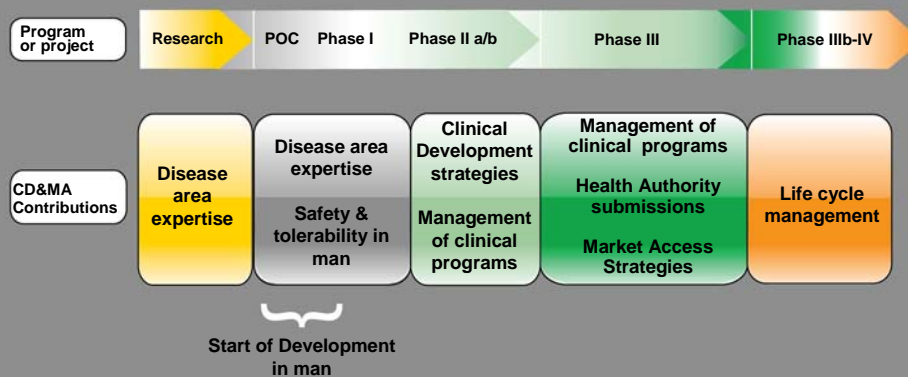 Program
or project
Research
POC
Phase I
Phase II a/b
Phase III
Phase IIIb-IV
CD&MA
Contributions
Disease
area
expertise
Disease area
expertise
Safety &
tolerability in
man
Clinical
Development
strategies
Management
of clinical
programs
Management of
clinical programs
Health Authority
submissions
Market Access
Strategies
Life cycle
management
Start of Development
in man